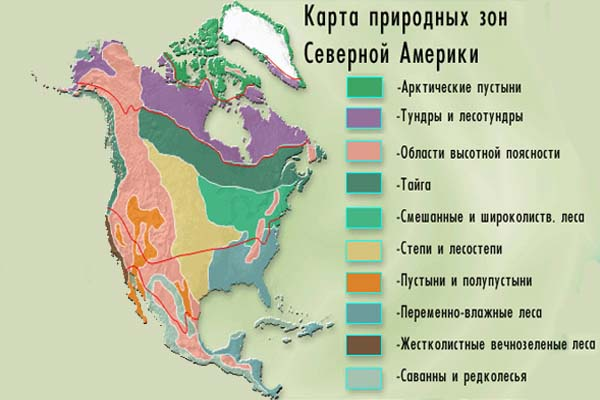 Карта природных зон
Северной Америки
-Арктические пустыни
-Тундры и лесотундры
-Области высотной поясности
-Тайга
-Смешанные и широколиств. леса
-Степи и лесостепи
-Пустыни и полупустыни
-Переменно-влажные леса
-Жестколистные вечнозеленые леса
-Саванны и редколесья